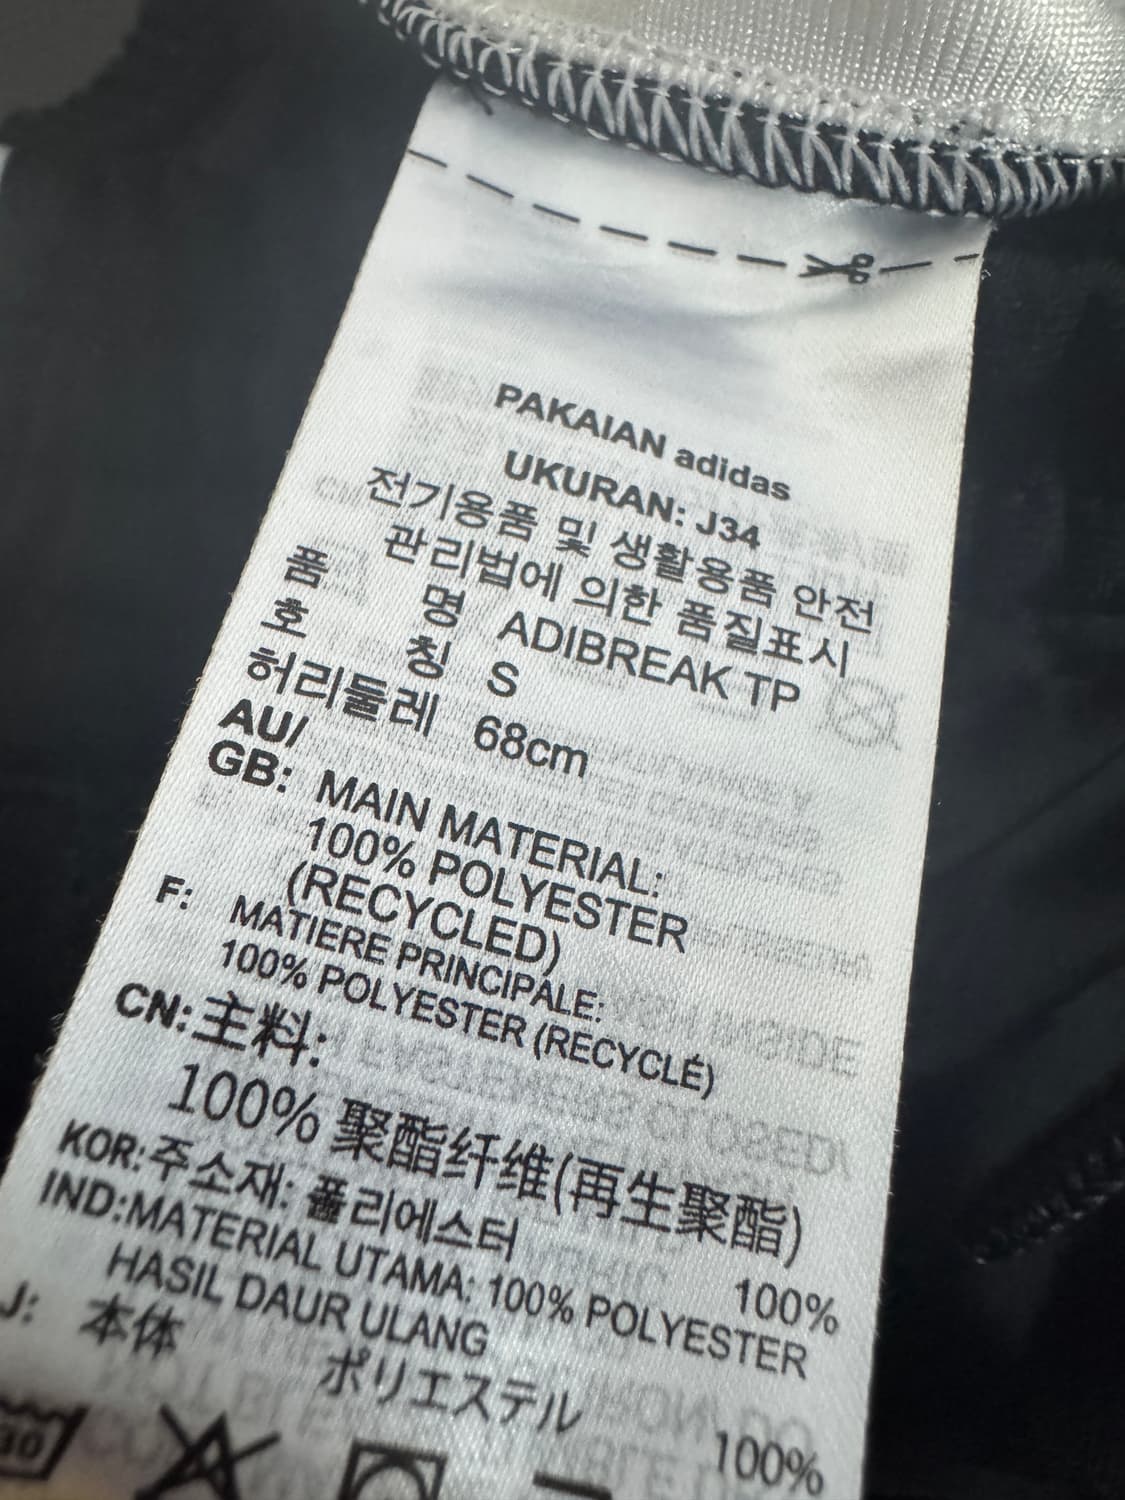 PAKAIAN adidas
UKURAN: J34
전기용품 및 생활용품 안전
관리법에 의한 품질표시
품 명 ADIBREAK TP
호 칭 S
허리둘레 68cm
AU/
GB: MAIN MATERIAL:
100% POLYESTER
(RECYCLED)
F: MATIERE PRINCIPALE:
100% POLYESTER (RECYCLÉ)
CN:主料:
100% 聚酯纤维(再生聚酯)
KOR:주소재: 폴리에스터
100%
IND:MATERIAL UTAMA: 100% POLYESTER
HASIL DAUR ULANG
J: 本体
ポリエステル
100%
30